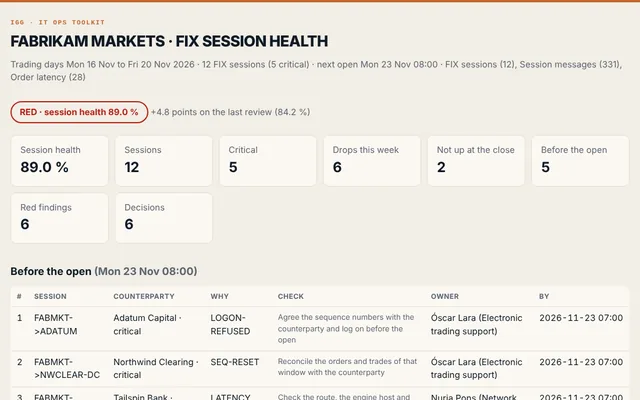 IGG · IT OPS TOOLKIT
FABRIKAM MARKETS · FIX SESSION HEALTH
Trading days Mon 16 Nov to Fri 20 Nov 2026 · 12 FIX sessions (5 critical) · next open Mon 23 Nov 08:00 · FIX sessions (12), Session messages (331),
Order latency (28)
RED · session health 89.0 % +4.8 points on the last review (84.2 %)
Session health Sessions Critical Drops this week Not up at the close Before the open
89.0 % 12 5 6 2 5
Red findings Decisions
6 6
Before the open (Mon 23 Nov 08:00)
# SESSION COUNTERPARTY WHY CHECK OWNER BY
1 FABMKT- Adatum Capital · LOGON- Agree the sequence numbers with the Óscar Lara (Electronic 2026-11-23 07:00
>ADATUM critical REFUSED counterparty and log on before the trading support)
open
2 FABMKT- Northwind Clearing · SEQ-RESET Reconcile the orders and trades of that Óscar Lara (Electronic 2026-11-23 07:00
>NWCLEAR-DC critical window with the counterparty trading support)
3 FABMKT- Tailspin Bank · LATENCY Check the route, the engine host and Nuria Pons (Network 2026-11-23 07:00